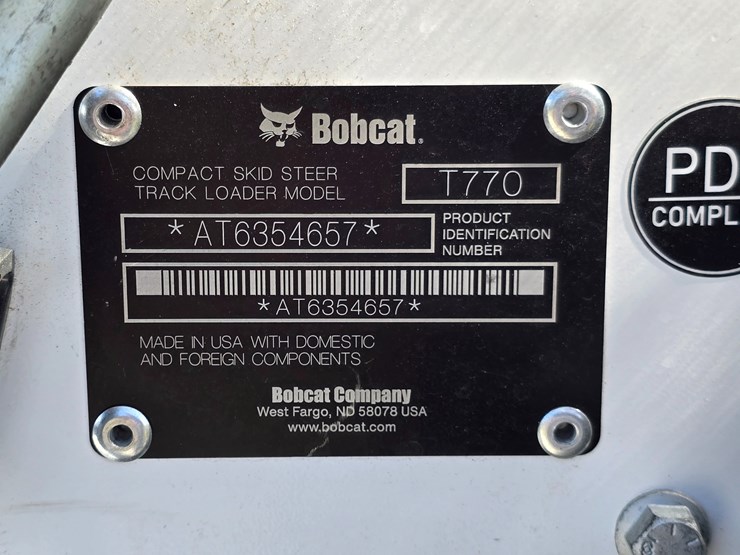 Bobcat.
COMPACT SKID STEER
TRACK LOADER MODEL
T770
*AT6354657*
PRODUCT
IDENTIFICATION
NUMBER
*AT6354657*
MADE IN USA WITH DOMESTIC
AND FOREIGN COMPONENTS
Bobcat Company
West Fargo, ND 58078 USA
www.bobcat.com
PD
COMPL